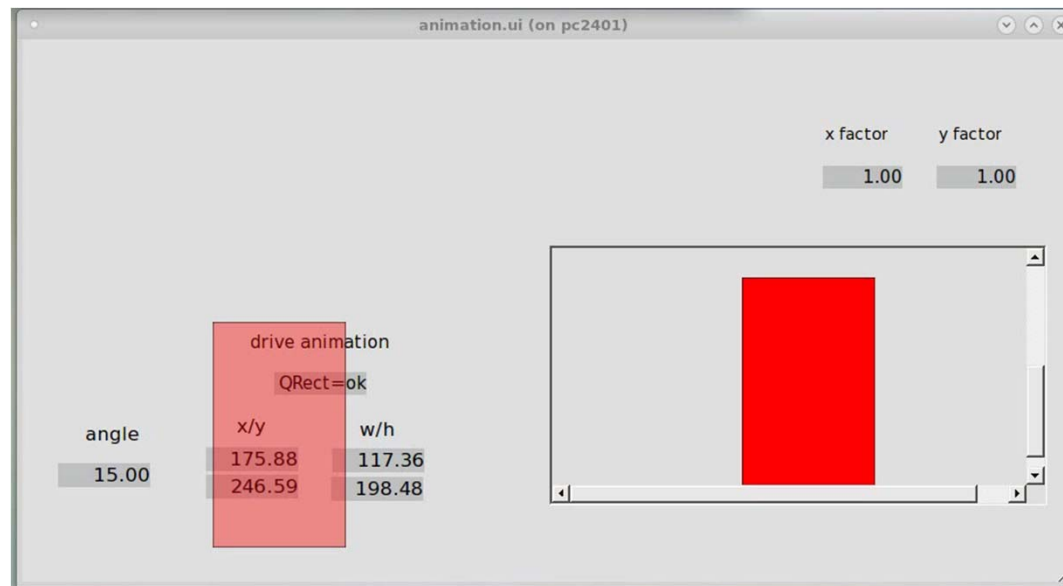 animation.ui (on pc2401)
x factor y factor
1.00 1.00
drive animation
QRect=ok
angle x/y w/h
15.00 175.88 117.36
246.59 198.48